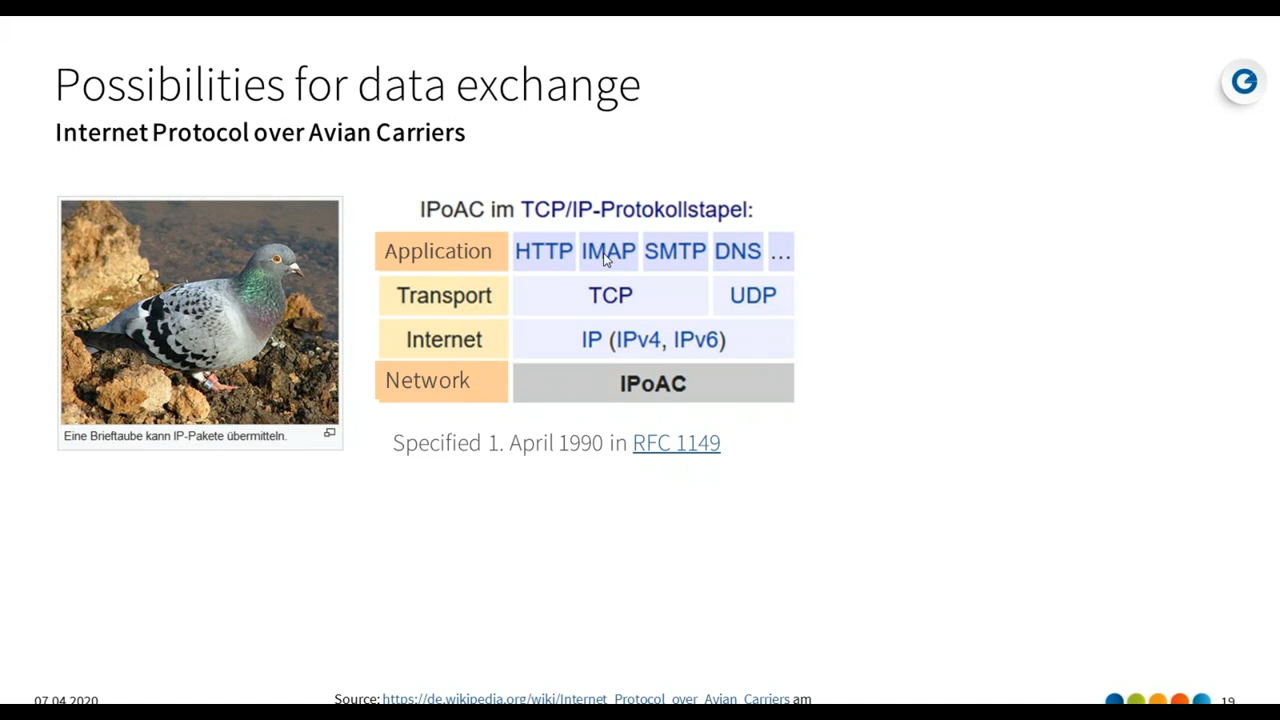 Possibilities for data exchange
Internet Protocol over Avian Carriers
Eine Brieftaube kann IP-Pakete übermitteln.
IPoAC im TCP/IP-Protokollstapel:
Application HTTP IMAP SMTP DNS ...
Transport TCP UDP
Internet IP (IPv4, IPv6)
Network IPoAC
Specified 1. April 1990 in RFC 1149
07.04.2020 Source: https://de.wikipedia.org/wiki/Internet_Protocol_over_Avian_Carriers am 19